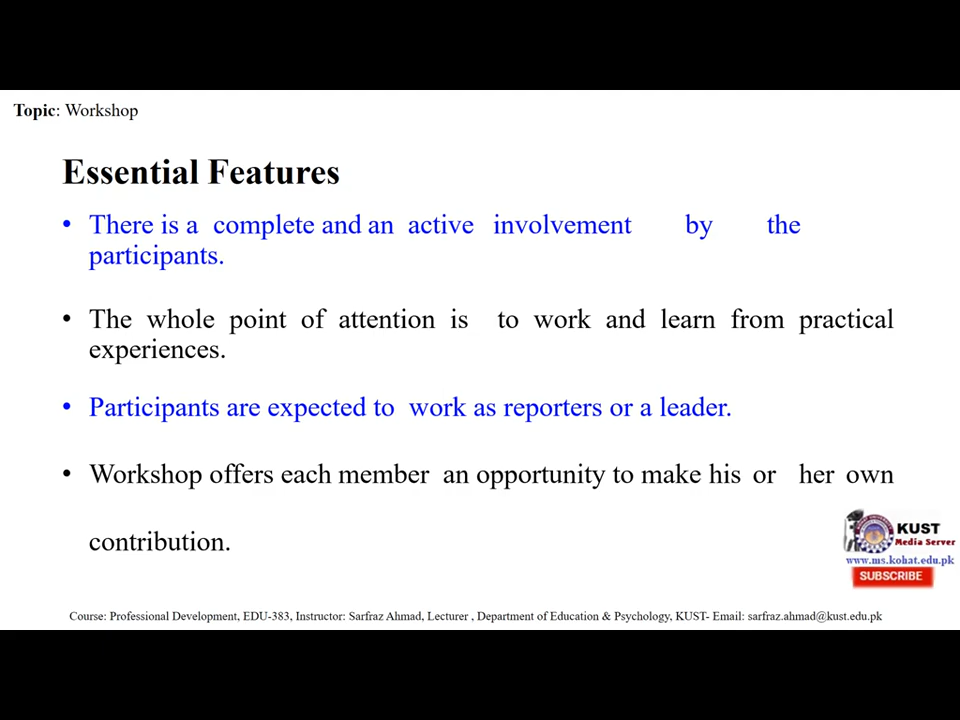 Topic: Workshop
Essential Features
• There is a complete and an active involvement by the
participants.
• The whole point of attention is to work and learn from practical
experiences.
• Participants are expected to work as reporters or a leader.
• Workshop offers each member an opportunity to make his or her own
contribution.
KUST
Media Server
www.ms.kohat.edu.pk
SUBSCRIBE
Course: Professional Development, EDU-383, Instructor: Sarfraz Ahmad, Lecturer , Department of Education & Psychology, KUST- Email: sarfraz.ahmad@kust.edu.pk